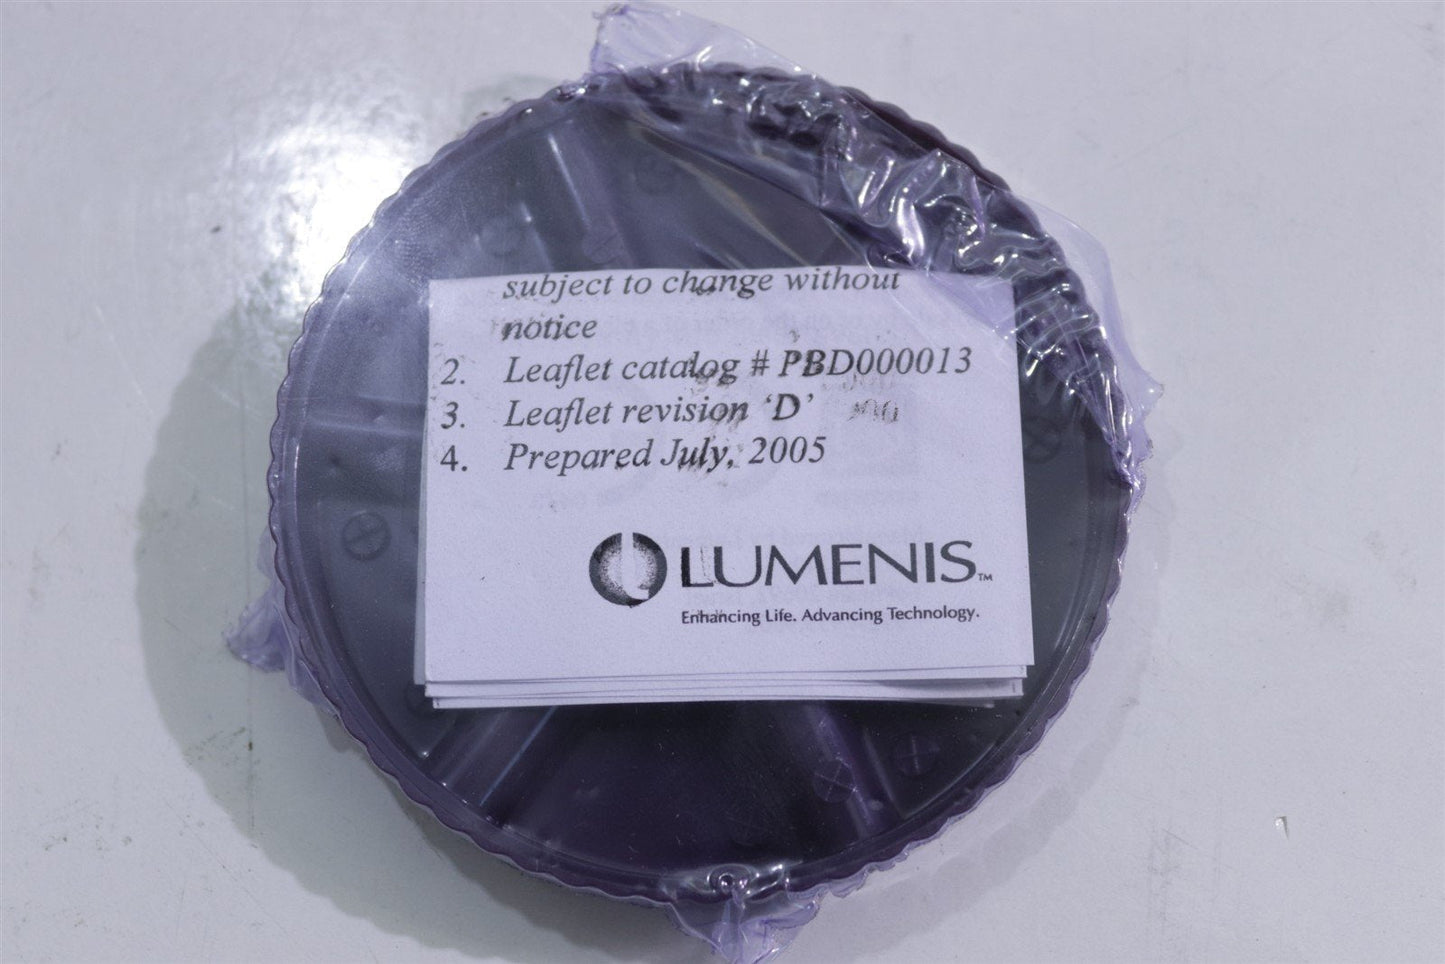 subject to change without
notice
2. Leaflet catalog # PBD000013
3. Leaflet revision ‘D’
4. Prepared July, 2005
LUMENIS™
Enhancing Life. Advancing Technology.